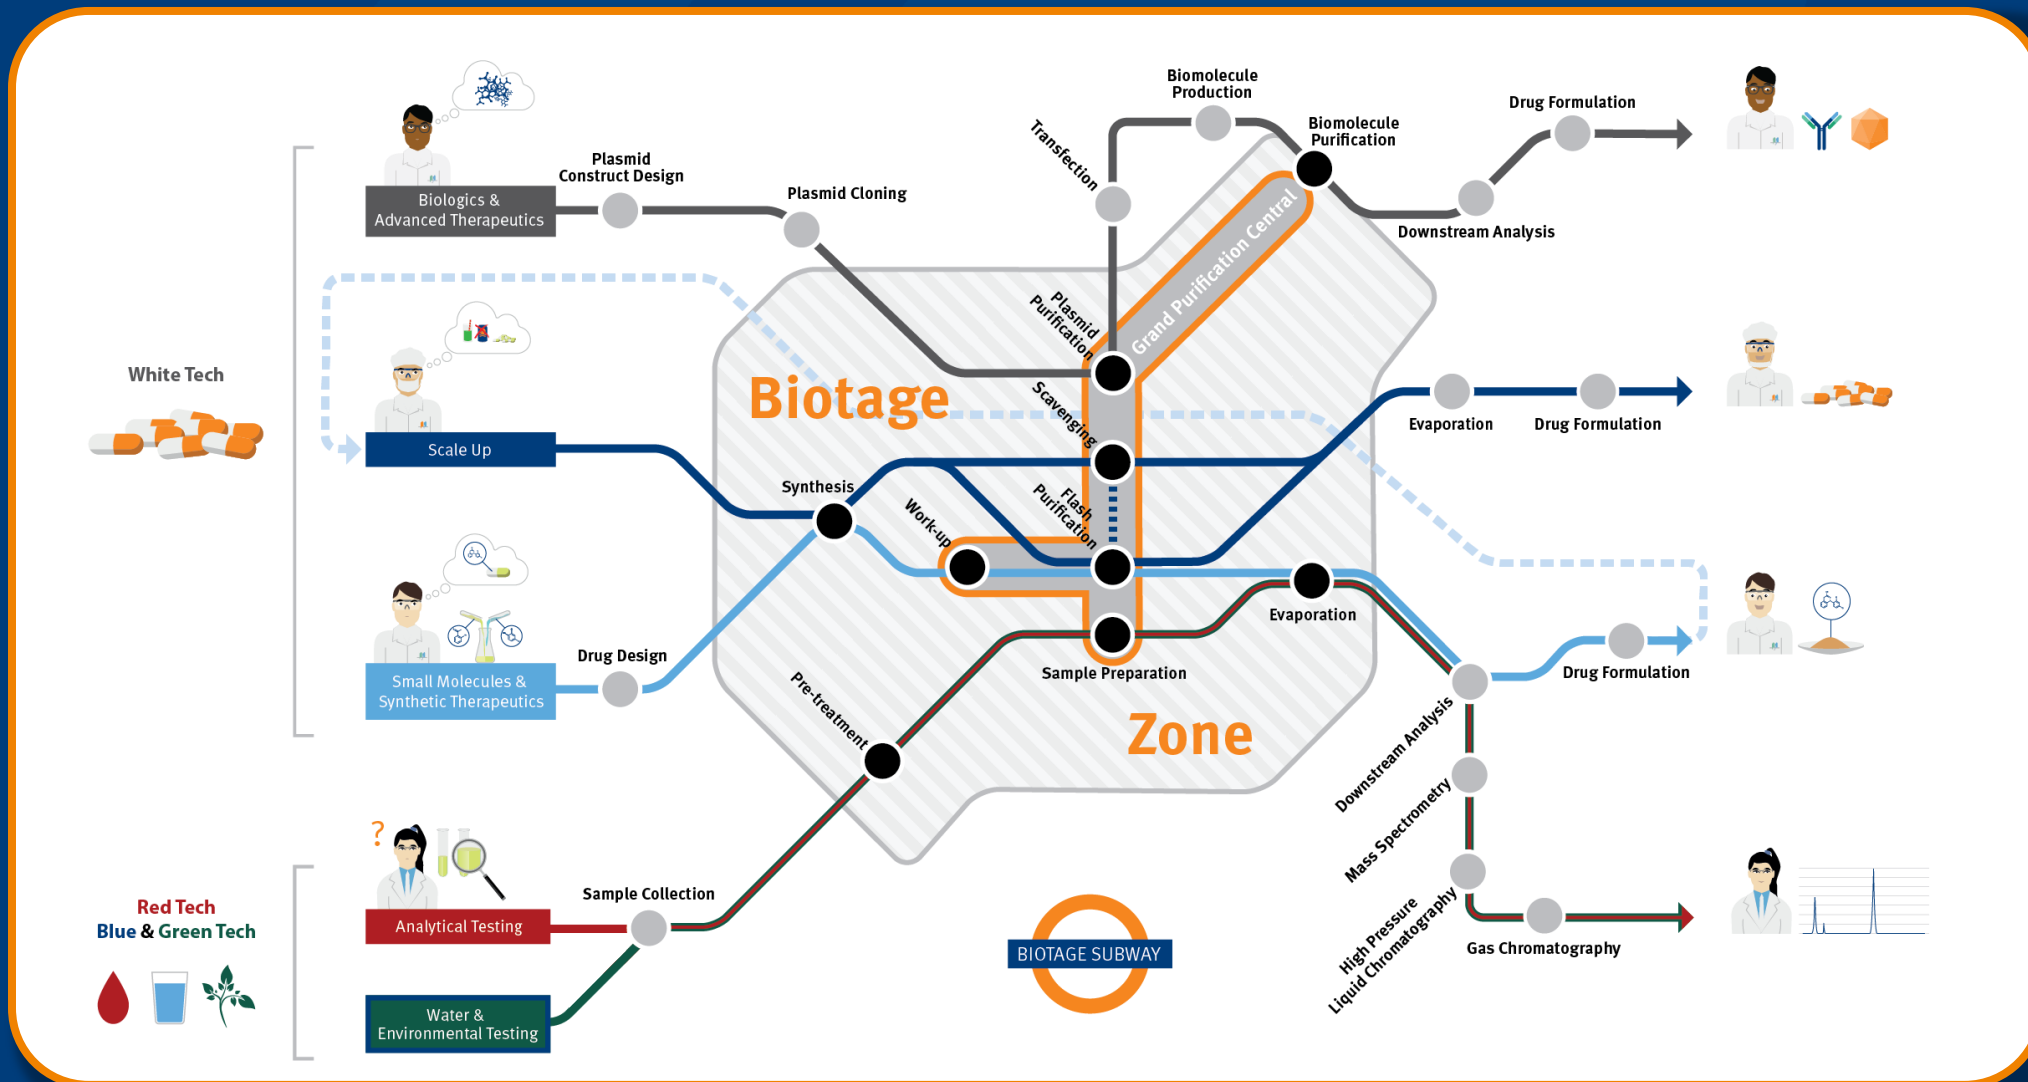 Biomolecule
Production
Drug Formulation
Transfection
Biomolecule
Purification
Plasmid
Construct Design
Plasmid Cloning
Biologics &
Advanced Therapeutics
Downstream Analysis
Grand Purification Central
Plasmid
Purification
White Tech
Biotage
Scavenging
Evaporation
Drug Formulation
Scale Up
Synthesis
Work-up
Flash
Purification
Evaporation
Drug Design
Small Molecules &
Synthetic Therapeutics
Sample Preparation
Drug Formulation
Pre-treatment
Zone
Downstream Analysis
Mass Spectrometry
?
Sample Collection
Red Tech
Blue & Green Tech
Analytical Testing
High Pressure
Liquid Chromatography
Gas Chromatography
BIOTAGE SUBWAY
Water &
Environmental Testing